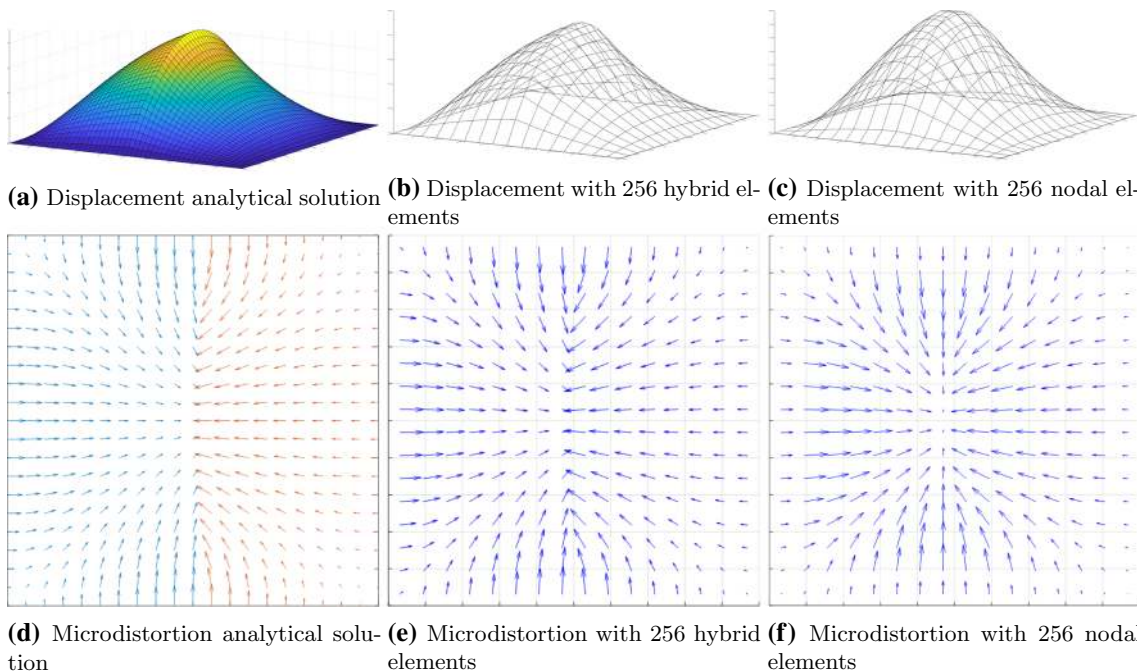 (a) Displacement analytical solution
(b) Displacement with 256 hybrid el-
ements
(c) Displacement with 256 nodal el-
ements
(d) Microdistortion analytical solu-
tion
(e) Microdistortion with 256 hybrid
elements
(f) Microdistortion with 256 nodal
elements